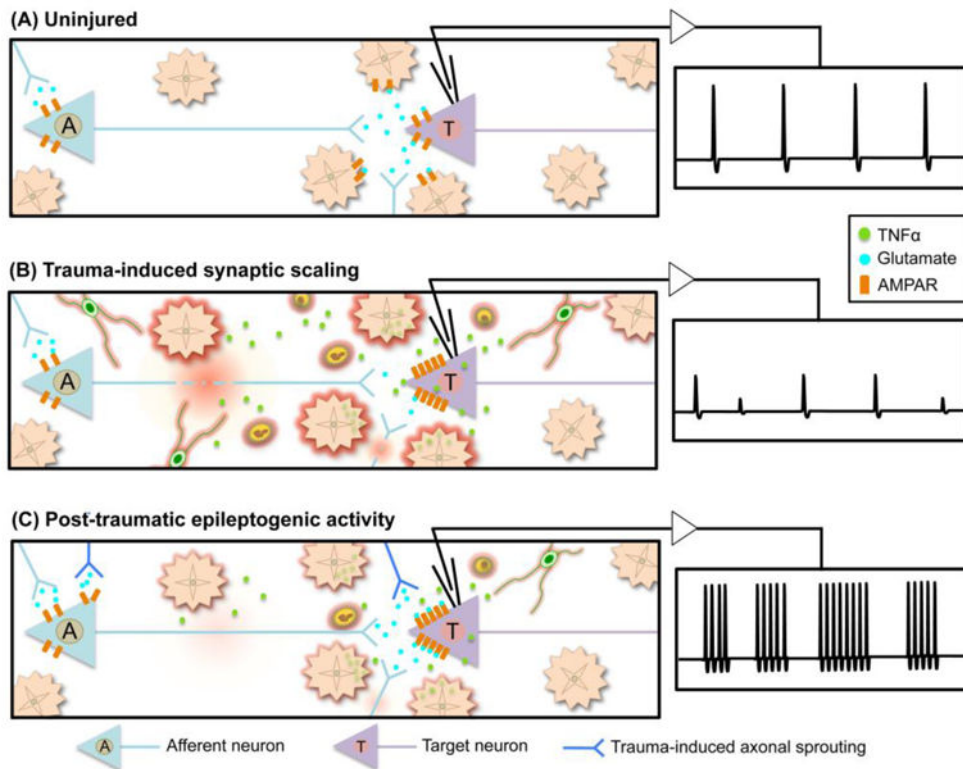 (A) Uninjured
A
T
TNFα
Glutamate
AMPAR
(B) Trauma-induced synaptic scaling
A
T
(C) Post-traumatic epileptogenic activity
A
T
A Afferent neuron
T Target neuron
Trauma-induced axonal sprouting